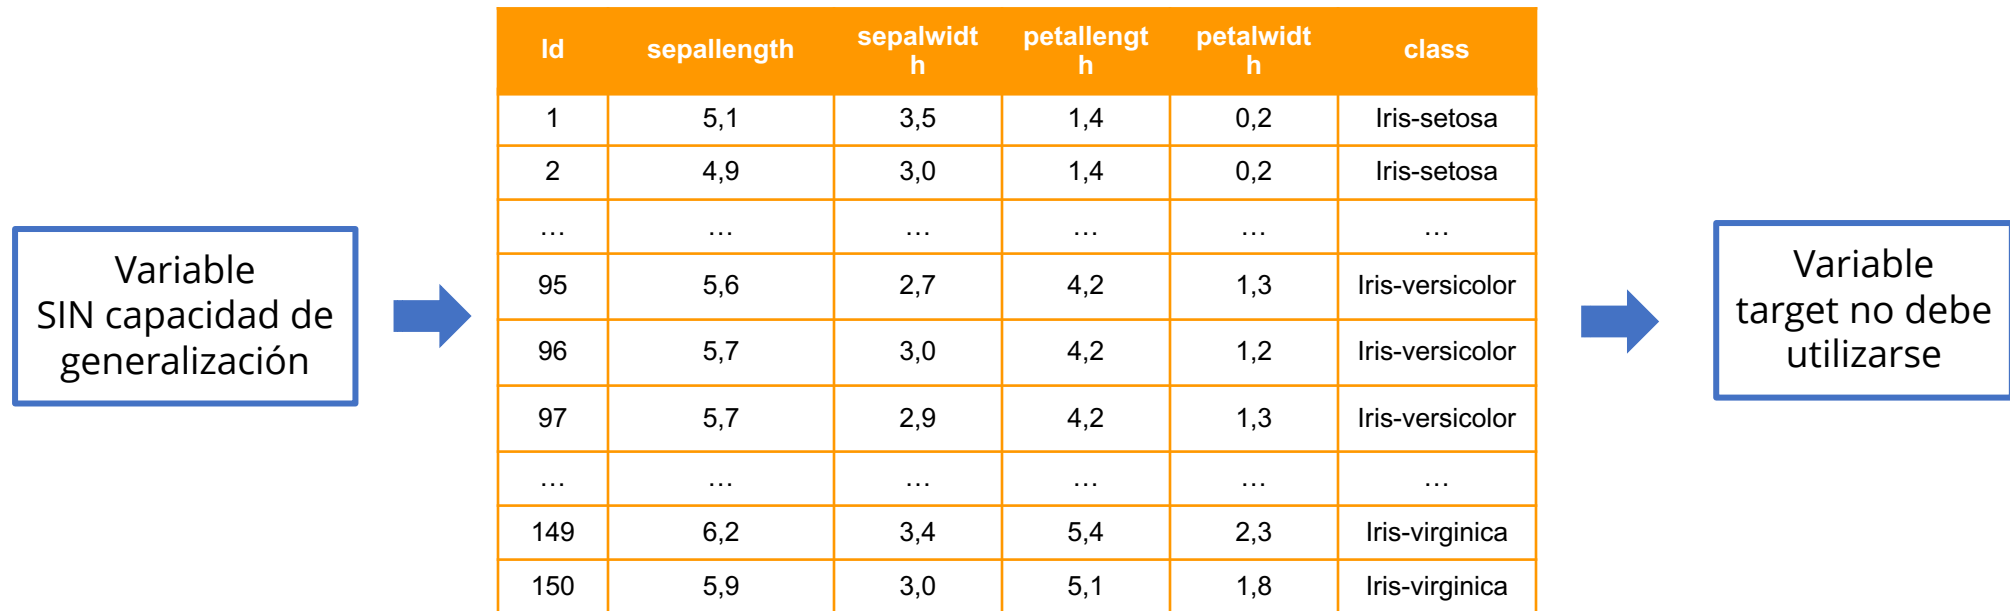 Variable
SIN capacidad de
generalización
Id sepallength sepalwidt petallengt petalwidt class
h h h
1 5,1 3,5 1,4 0,2 Iris-setosa
2 4,9 3,0 1,4 0,2 Iris-setosa
… … … … … …
95 5,6 2,7 4,2 1,3 Iris-versicolor
96 5,7 3,0 4,2 1,2 Iris-versicolor
97 5,7 2,9 4,2 1,3 Iris-versicolor
… … … … … …
149 6,2 3,4 5,4 2,3 Iris-virginica
150 5,9 3,0 5,1 1,8 Iris-virginica
Variable
target no debe
utilizarse